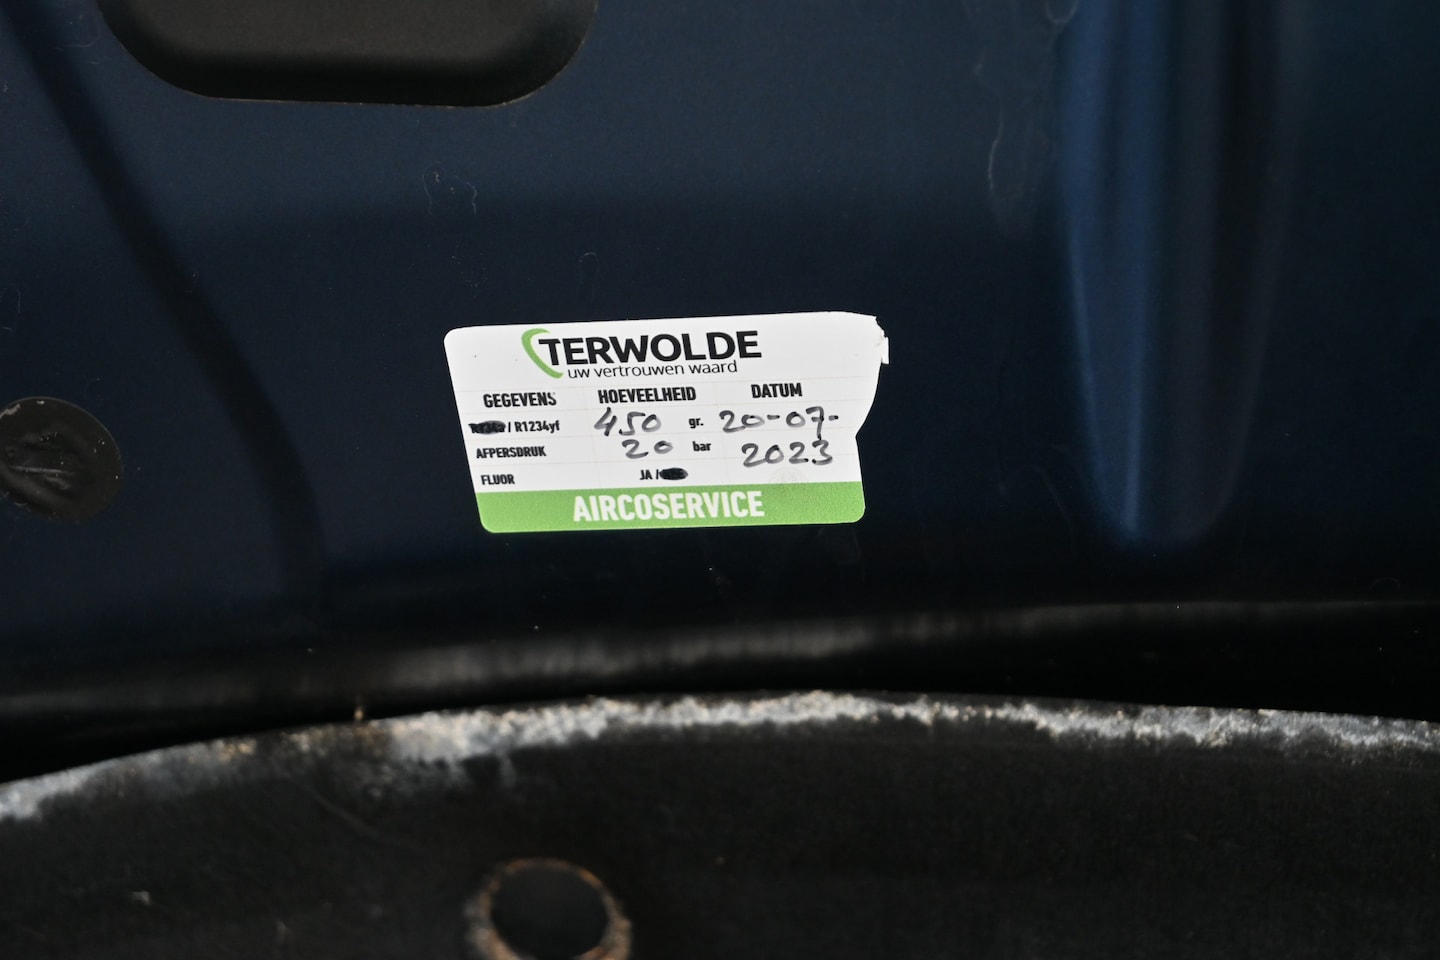 TERWOLDE
uw vertrouwen waard
GEGEVENS HOEVEELHEID DATUM
/ R1234yf 450 gr. 20-07-
AFPERSDRUK 20 bar 2023
FLUOR JA /
AIRCOSERVICE